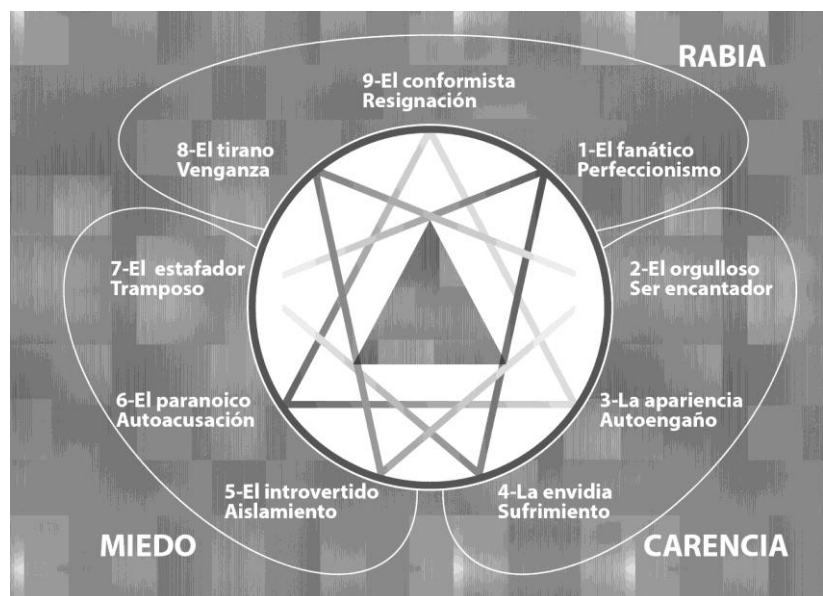 RABIA
9-El conformista
Resignación
8-El tirano
Venganza
1-El fanático
Perfeccionismo
7-El estafador
Tramposo
2-El orgulloso
Ser encantador
6-El paranoico
Autoacusación
3-La apariencia
Autoengaño
5-El introvertido
Aislamiento
4-La envidia
Sufrimiento
MIEDO
CARENCIA